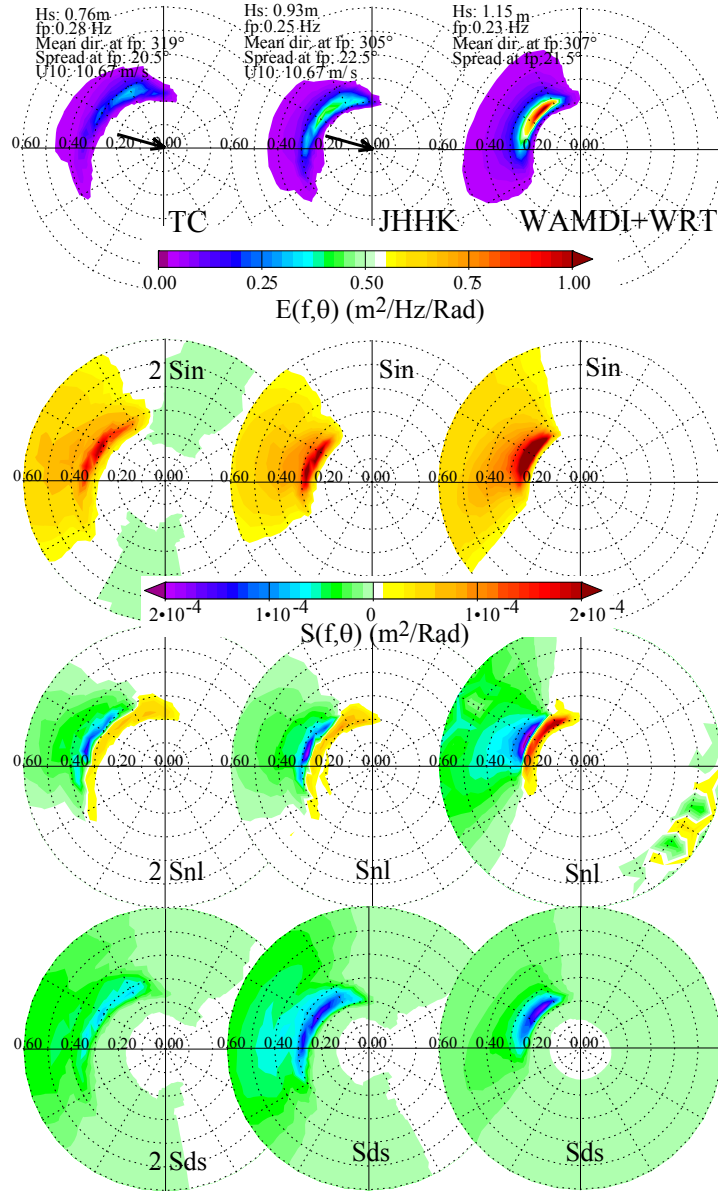 Hs: 0.76m
fp:0.28 Hz
Mean dir. at fp: 319°
Spread at fp: 20.5°
U10: 10.67 m/s
Hs: 0.93m
fp:0.25 Hz
Mean dir. at fp: 305°
Spread at fp: 22.5°
U10: 10.67 m/s
Hs: 1.15 m
fp:0.23 Hz
Mean dir. at fp:307°
Spread at fp:21.5°
0.60 0.40 0.20 0.00
0.60 0.40 0.20 0.00
0.60 0.40 0.20 0.00
TC
JHHK
WAMDI+WRT
0.00 0.25 0.50 0.75 1.00
E(f,θ) (m²/Hz/Rad)
2 Sin
Sin
Sin
0.60 0.40 0.20 0.00
0.60 0.40 0.20 0.00
0.60 0.40 0.20 0.00
2•10⁻⁴ 1•10⁻⁴ 0 1•10⁻⁴ 2•10⁻⁴
S(f,θ) (m²/Rad)
0.60 0.40 0.20 0.00
0.60 0.40 0.20 0.00
0.60 0.40 0.20 0.00
2 Snl
Snl
Snl
0.60 0.40 0.20 0.00
0.60 0.40 0.20 0.00
0.60 0.40 0.20 0.00
2 Sds
Sds
Sds